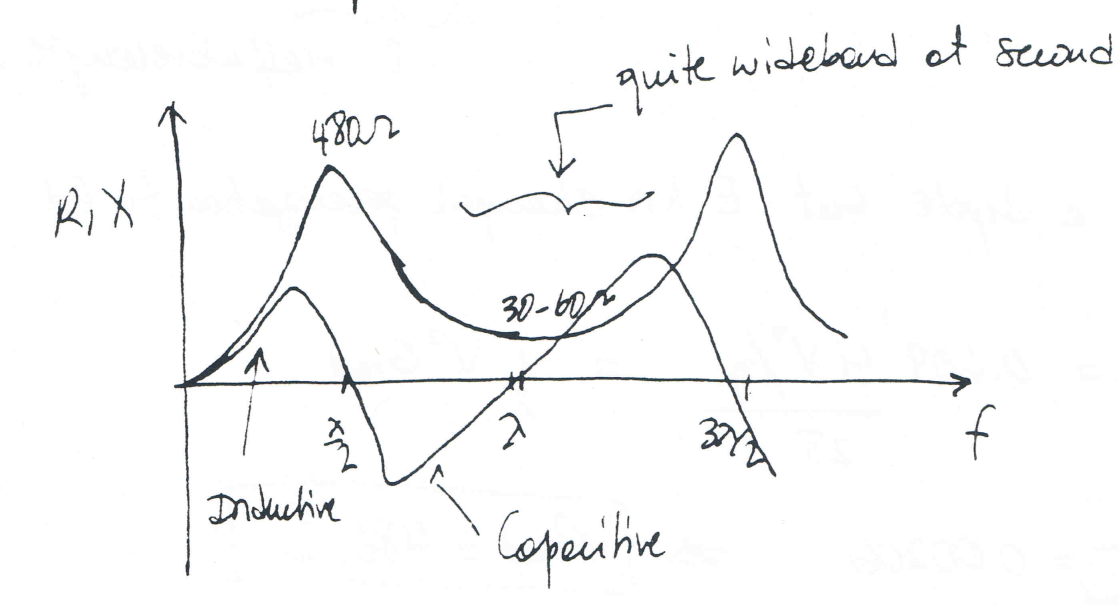 quite wideband at second
480Ω
R, X
30-60Ω
λ/2
λ
3λ/2
f
Inductive
Capacitive